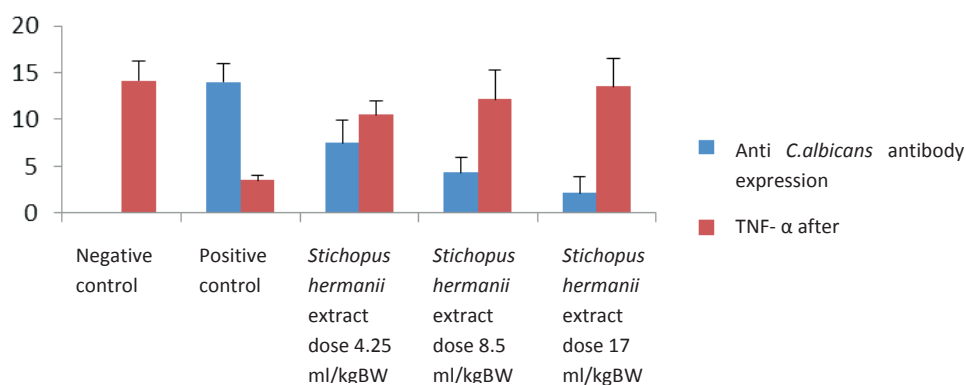 20
15
10
5
0
Negative
control
Positive
control
Stichopus
hermanii
extract
dose 4.25
ml/kgBW
Stichopus
hermanii
extract
dose 8.5
ml/kgBW
Stichopus
hermanii
extract
dose 17
ml/kgBW
Anti C.albicans antibody
expression
TNF- α after